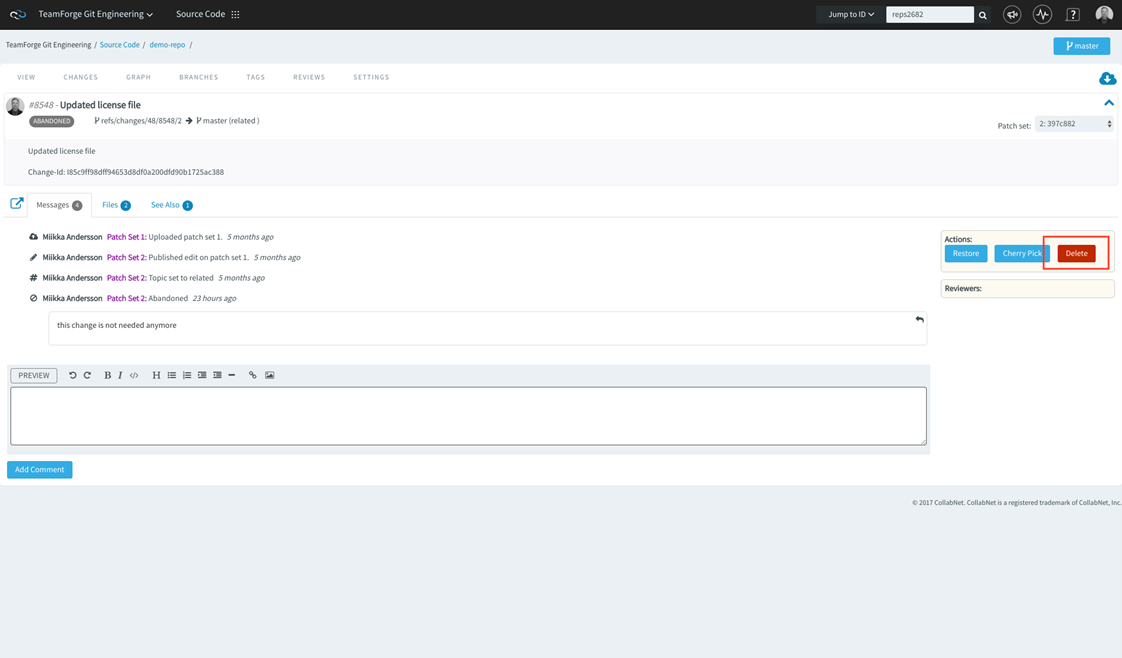 TeamForge Git Engineering Source Code Jump to ID reps2682
TeamForge Git Engineering / Source Code / demo-repo /
master
VIEW CHANGES GRAPH BRANCHES TAGS REVIEWS SETTINGS
#8548 - Updated license file
ABANDONED refs/changes/48/8548/2 → master (related )
Patch set: 2: 397c882
Updated license file
Change-Id: I85c9ff98dff94653d8df0a200dfd90b1725ac388
Messages 4 Files 2 See Also 1
Miikka Andersson Patch Set 1: Uploaded patch set 1. 5 months ago
Miikka Andersson Patch Set 2: Published edit on patch set 1. 5 months ago
# Miikka Andersson Patch Set 2: Topic set to related 5 months ago
Miikka Andersson Patch Set 2: Abandoned 23 hours ago
this change is not needed anymore
Actions:
Restore Cherry Pick Delete
Reviewers:
PREVIEW B I </> H
Add Comment
© 2017 CollabNet. CollabNet is a registered trademark of CollabNet, Inc.